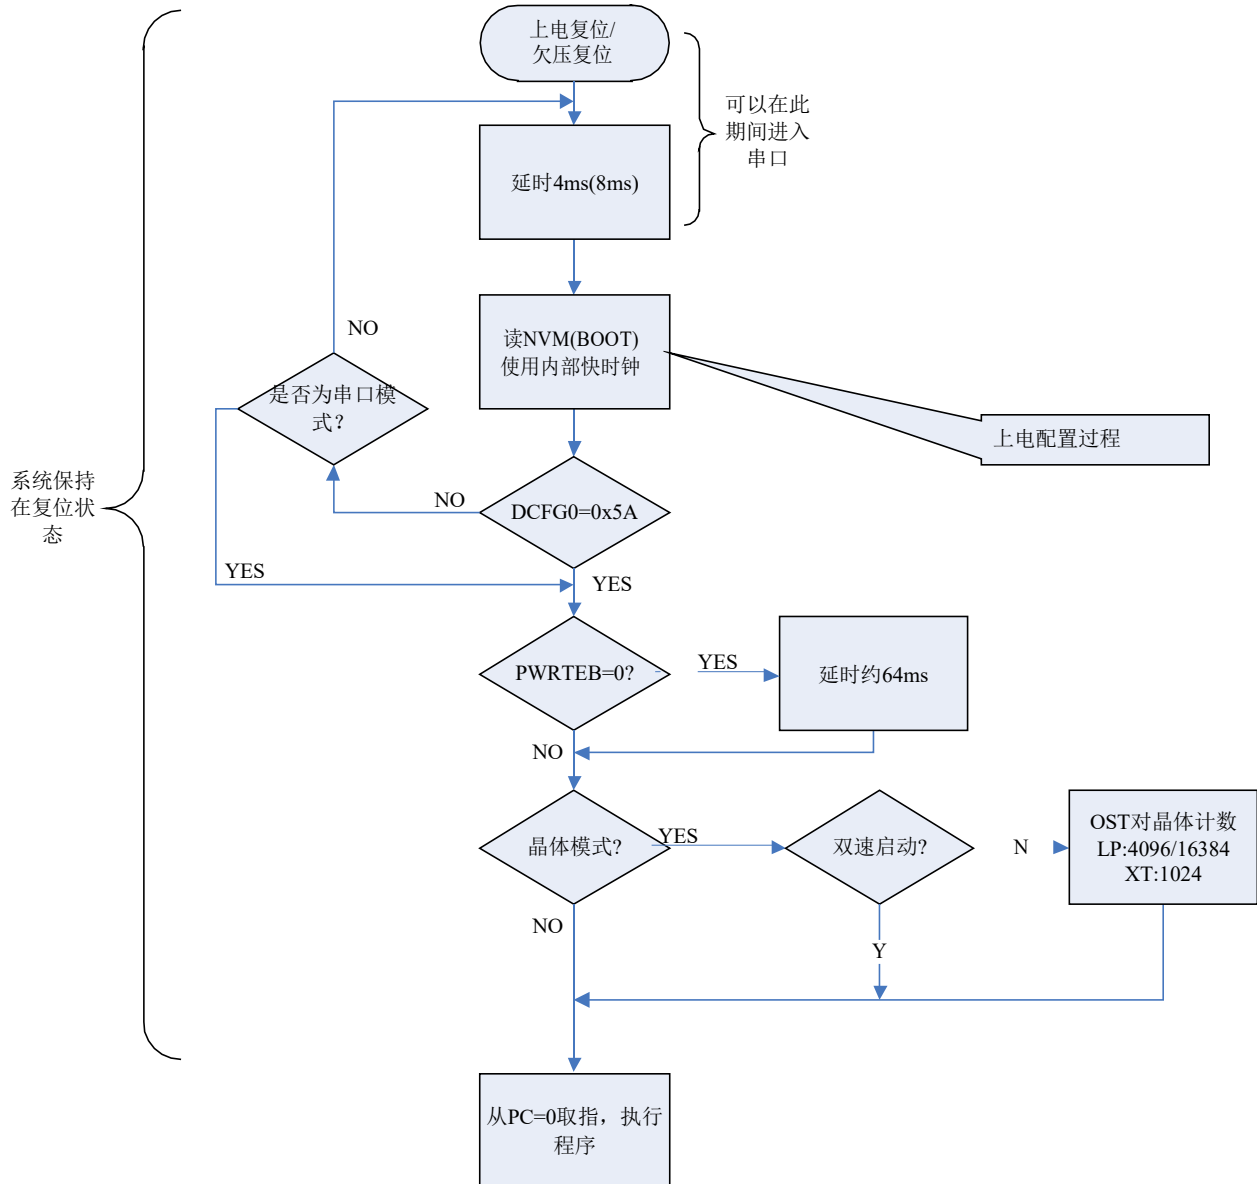 上电复位/
欠压复位
可以在此
期间进入
串口
延时4ms(8ms)
NO
读NVM(BOOT)
使用内部快时钟
是否为串口模
式?
上电配置过程
系统保持
在复位状
态
NO
DCFG0=0x5A
YES
YES
PWRTEB=0?
YES
延时约64ms
NO
晶体模式?
YES
双速启动?
N
OST对晶体计数
LP:4096/16384
XT:1024
NO
Y
从PC=0取指，执行
程序